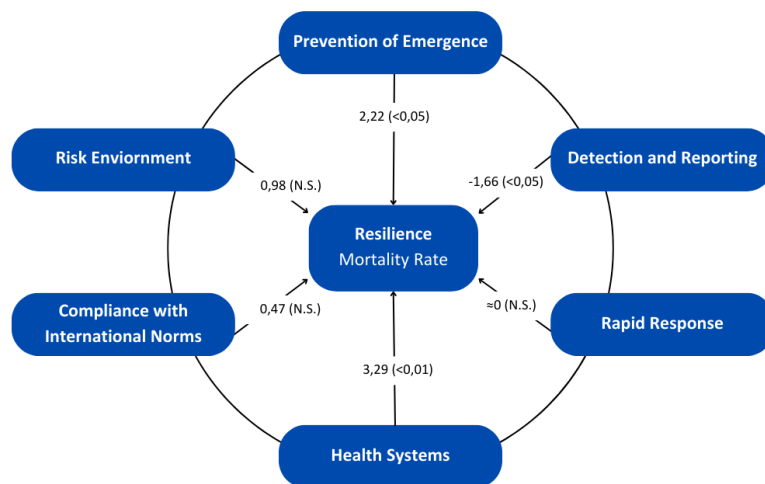 Prevention of Emergence
2,22 (<0,05)
Risk Enviornment
Detection and Reporting
0,98 (N.S.)
-1,66 (<0,05)
Resilience
Mortality Rate
Compliance with
International Norms
0,47 (N.S.)
≈0 (N.S.)
Rapid Response
3,29 (<0,01)
Health Systems